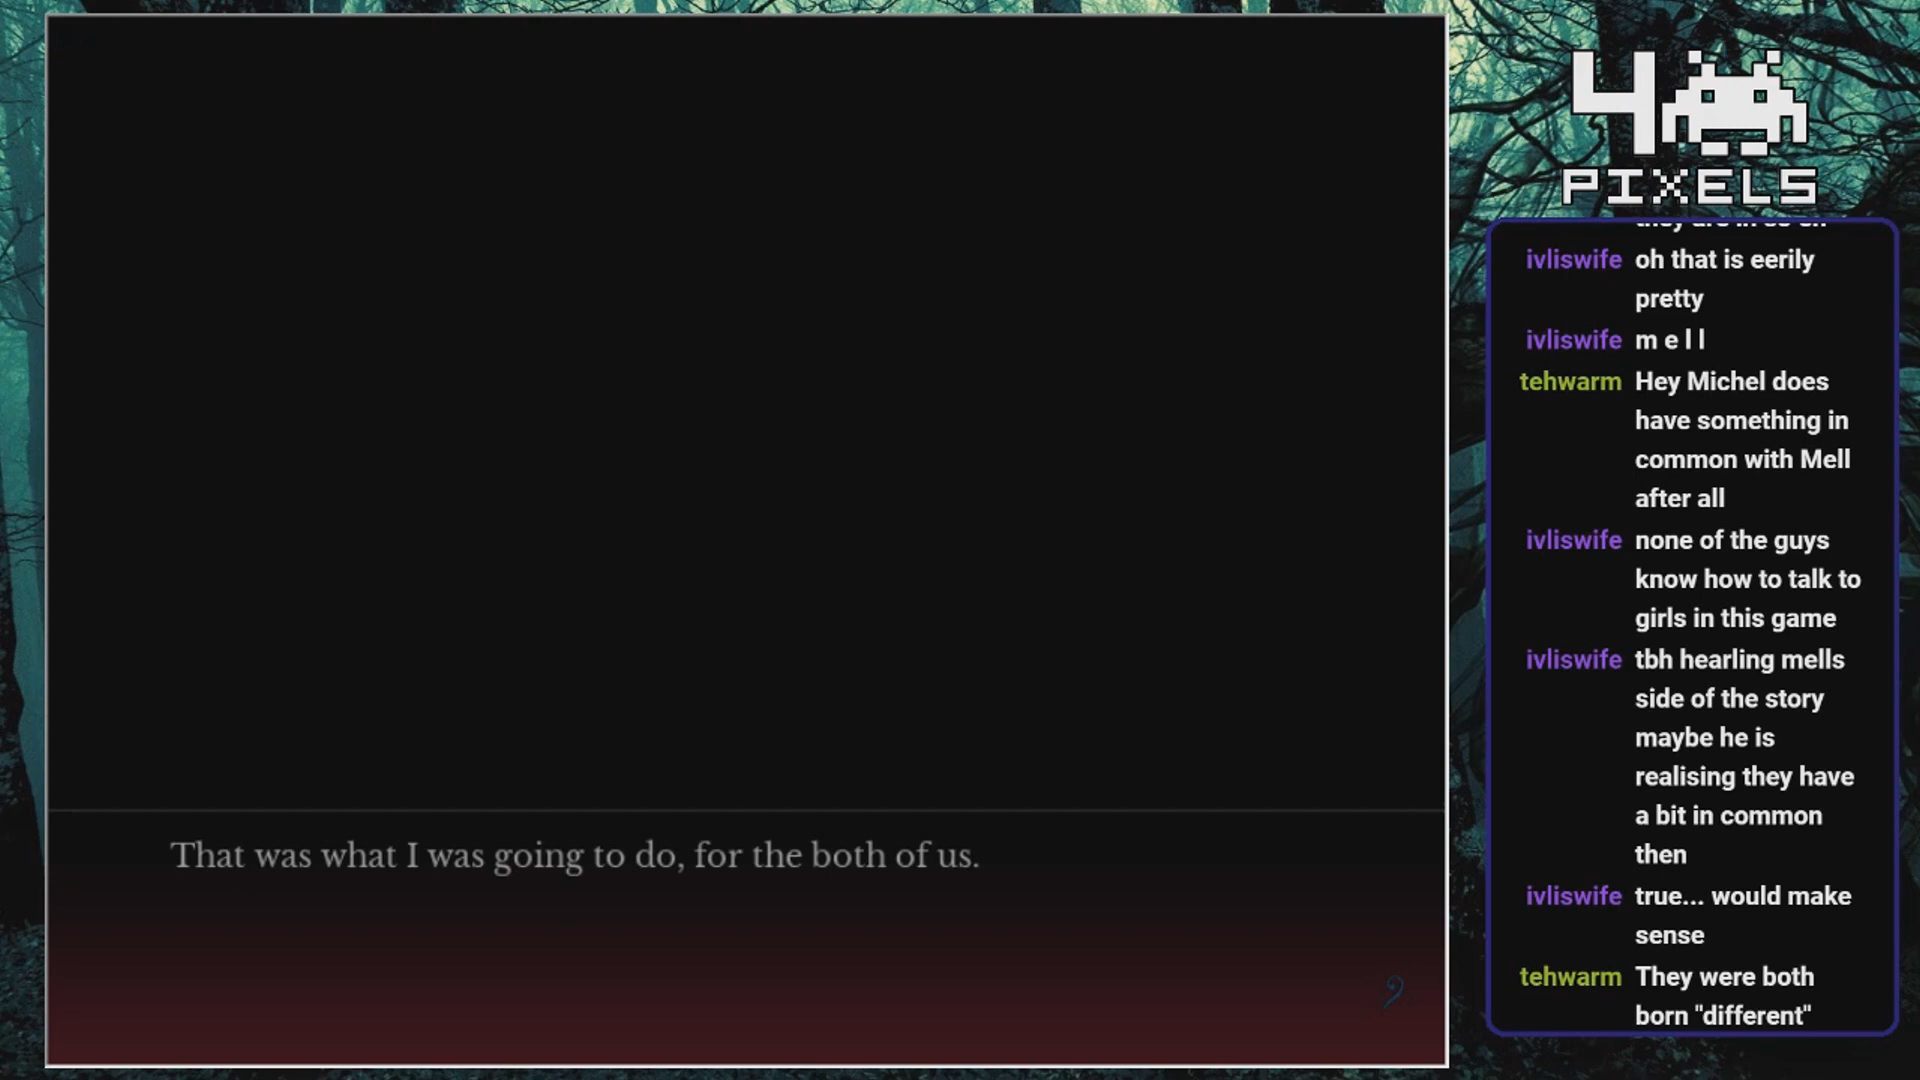 4
PIXELS
ivliswife oh that is eerily
pretty
ivliswife m e l l
tehwarm Hey Michel does
have something in
common with Mell
after all
ivliswife none of the guys
know how to talk to
girls in this game
ivliswife tbh hearling mells
side of the story
maybe he is
realising they have
a bit in common
then
ivliswife true... would make
sense
tehwarm They were both
born "different"
That was what I was going to do, for the both of us.